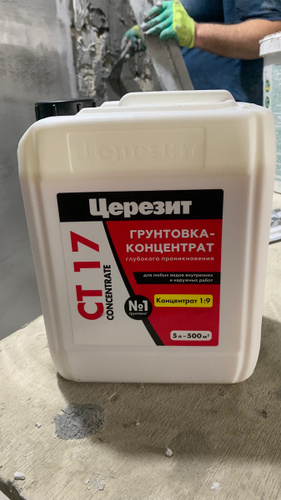 Церезит
Церезит
CT 17
CONCENTRATE
ГРУНТОВКА-
КОНЦЕНТРАТ
глубокого проникновения
для любых видов внутренних
и наружных работ
№1
Концентрат 1:9
5 л - 500 м²